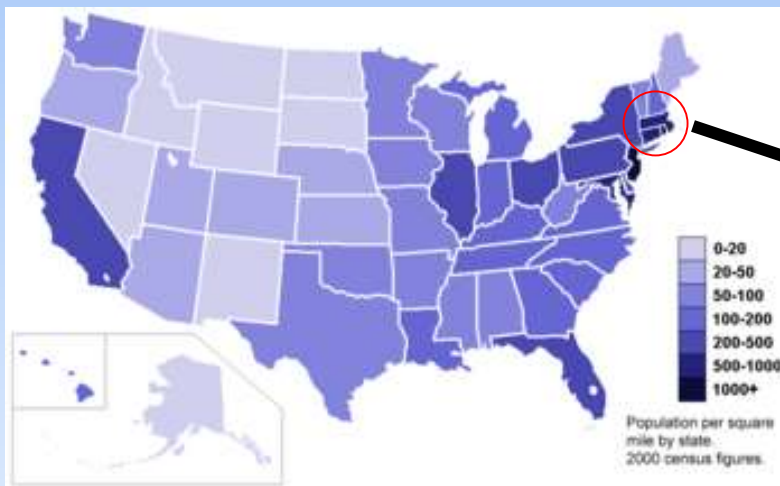 0-20
20-50
50-100
100-200
200-500
500-1000
1000+
Population per square
mile by state.
2000 census figures.